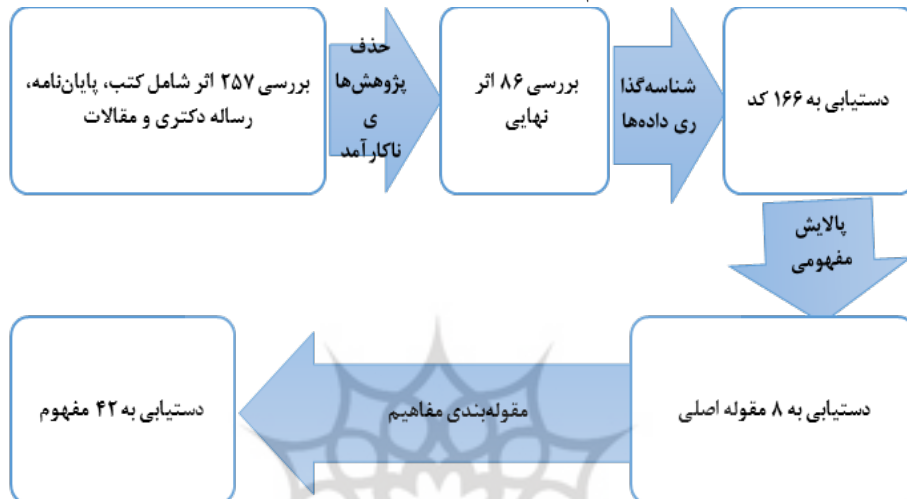 بررسی ۲۵۷ اثر شامل کتب، پایان‌نامه،
رساله دکتری و مقالات
حذف
پژوهش‌ها
ی
ناکارآمد
بررسی ۸۶ اثر
نهایی
شناسه‌گذا
ری داده‌ها
دستیابی به ۱۶۶ کد
پالایش
مفهومی
دستیابی به ۸ مقوله اصلی
مقوله‌بندی مفاهیم
دستیابی به ۴۲ مفهوم